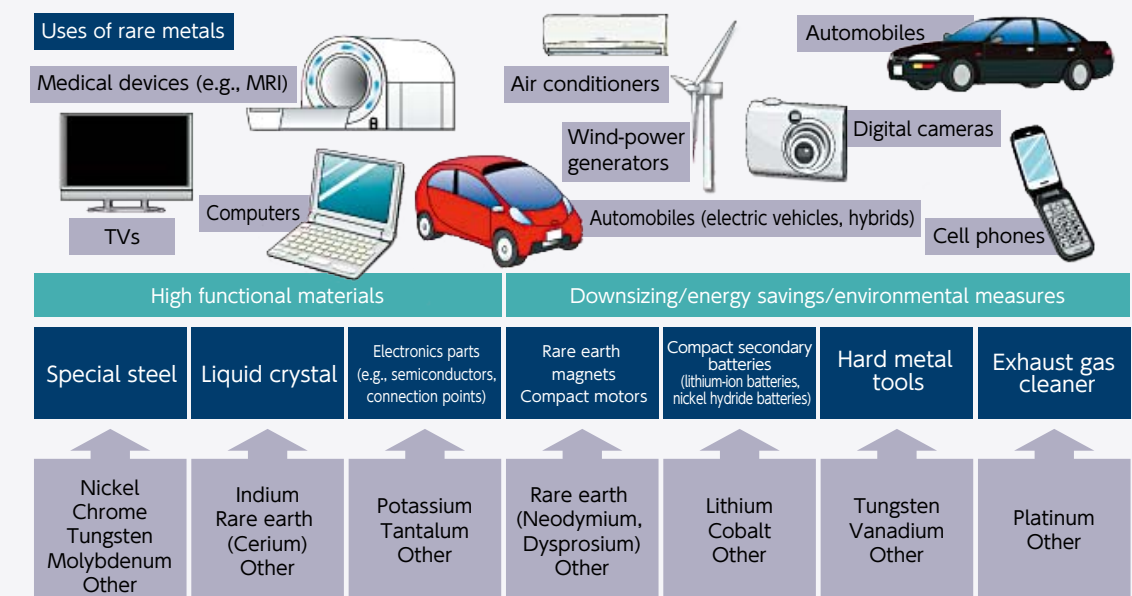 Uses of rare metals
Medical devices (e.g., MRI)
TVs
Computers
Air conditioners
Wind-power
generators
Automobiles
Digital cameras
Automobiles (electric vehicles, hybrids)
Cell phones
High functional materials
Downsizing/energy savings/environmental measures
Special steel
Liquid crystal
Electronics parts
(e.g., semiconductors,
connection points)
Rare earth
magnets
Compact motors
Compact secondary
batteries
(lithium-ion batteries,
nickel hydride batteries)
Hard metal
tools
Exhaust gas
cleaner
Nickel
Chrome
Tungsten
Molybdenum
Other
Indium
Rare earth
(Cerium)
Other
Potassium
Tantalum
Other
Rare earth
(Neodymium,
Dysprosium)
Other
Lithium
Cobalt
Other
Tungsten
Vanadium
Other
Platinum
Other